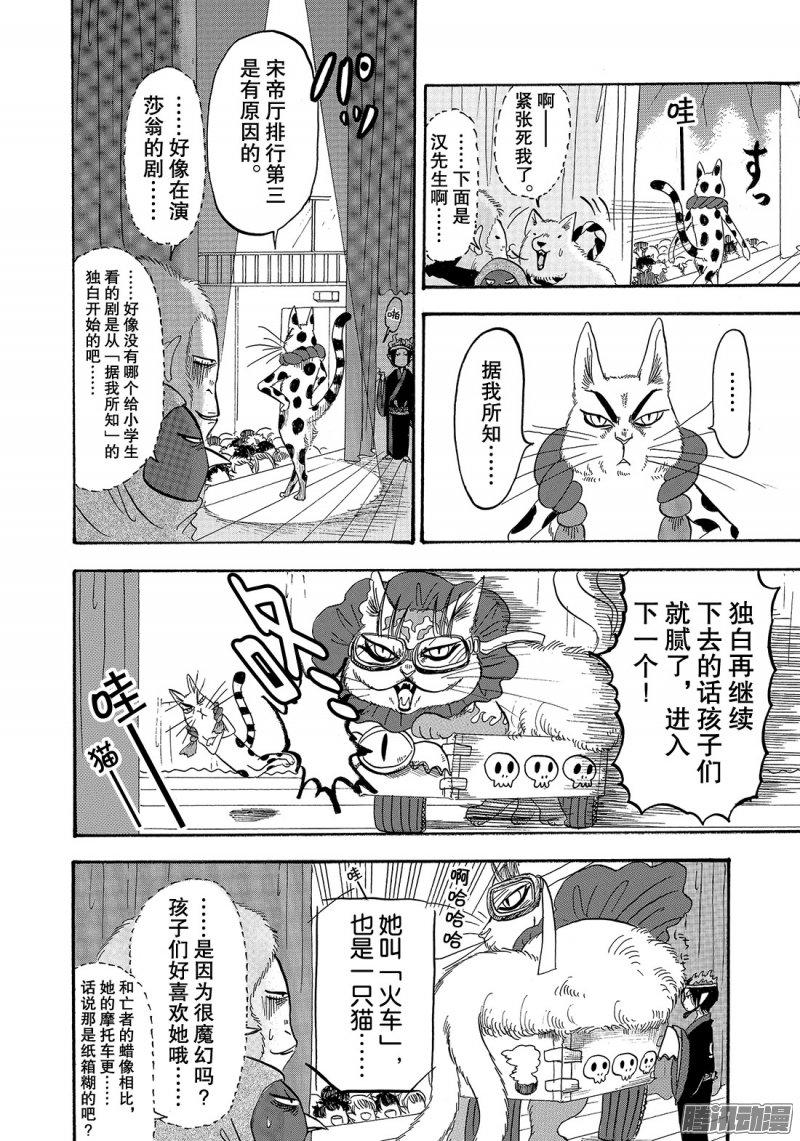 哇——
すっ
啊——
紧张死我了。
……下面是
汉先生啊……
……
据我所知……
宋帝厅排行第三
是有原因的。
……好像在演
莎翁的剧……
啪
……好像没有哪个给小学生
看的剧是从「据我所知」的
独白开始的吧……
独白再继续
下去的话孩子们
就腻了，进入
下一个！
哇——
猫——
啊哈哈哈哈
哇——
她叫「火车」，
也是一只猫……
……是因为很魔幻吗？
孩子们好喜欢她哦……
和亡者的蜡像相比，
她的摩托车更……
话说那是纸箱糊的吧？
腾讯动漫